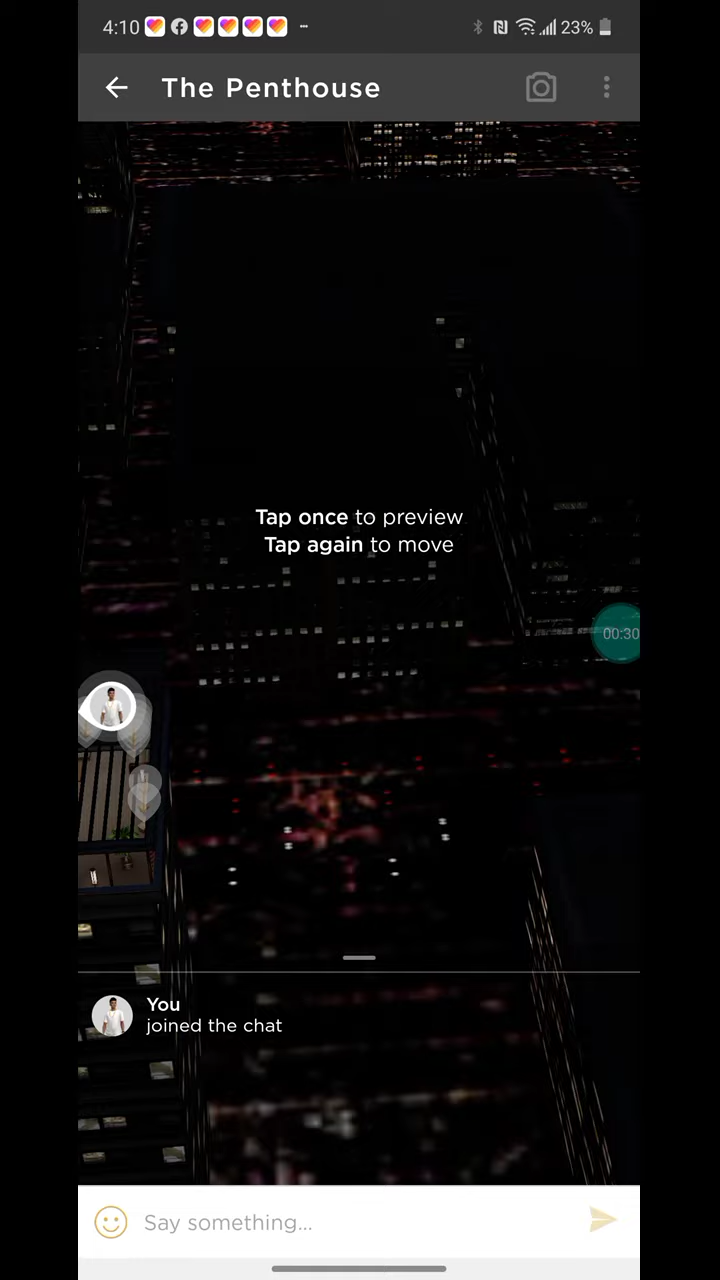 4:10
23%
The Penthouse
Tap once to preview
Tap again to move
00:30
You
joined the chat
Say something...